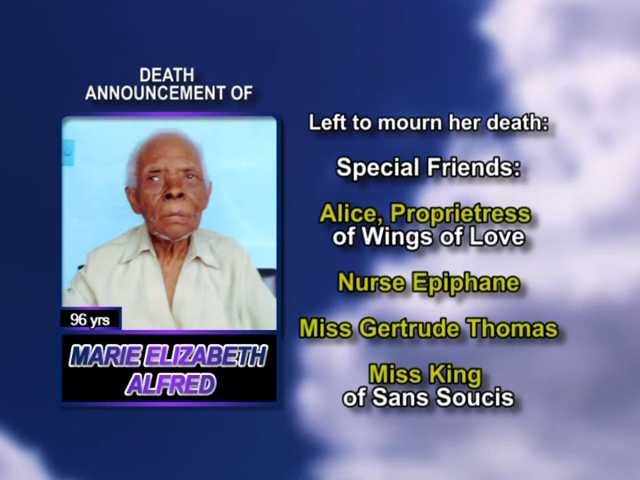 DEATH
ANNOUNCEMENT OF
96 yrs
MARIE ELIZABETH
ALFRED
Left to mourn her death:
Special Friends:
Alice, Proprietress
of Wings of Love
Nurse Epiphane
Miss Gertrude Thomas
Miss King
of Sans Soucis